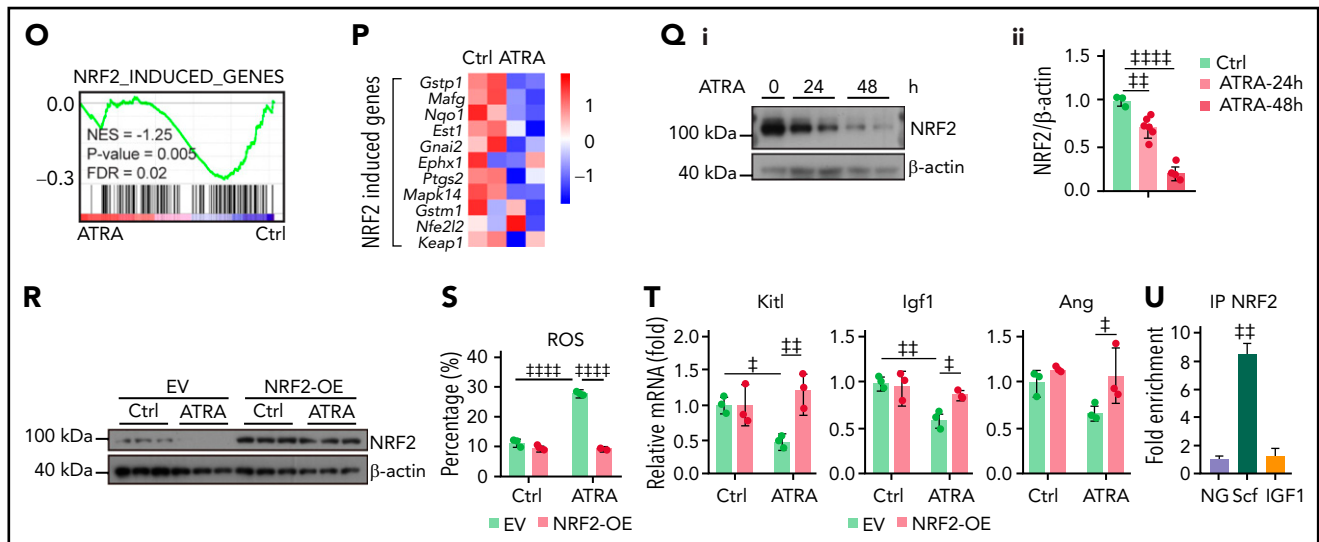 O
NRF2_INDUCED_GENES
0.0
−0.3
NES = -1.25
P-value = 0.005
FDR = 0.02
ATRA Ctrl
P
Ctrl ATRA
NRF2 induced genes
Gstp1
Mafg
Nqo1
Est1
Gnai2
Ephx1
Ptgs2
Mapk14
Gstm1
Nfe2l2
Keap1
1
0
−1
Q i
ATRA 0 24 48 h
100 kDa NRF2
40 kDa β-actin
ii
NRF2/β-actin
1.5
1.0
0.5
0.0
‡‡‡‡
‡‡
Ctrl
ATRA-24h
ATRA-48h
R
EV NRF2-OE
Ctrl ATRA Ctrl ATRA
100 kDa NRF2
40 kDa β-actin
S
ROS
Percentage (%)
40
30
20
10
0
‡‡‡‡ ‡‡‡‡
Ctrl ATRA
EV NRF2-OE
T
Kitl
Relative mRNA (fold)
2.0
1.5
1.0
0.5
0.0
‡ ‡‡
Ctrl ATRA
Igf1
1.5
1.0
0.5
0.0
‡‡ ‡
Ctrl ATRA
Ang
1.5
1.0
0.5
0.0
‡
Ctrl ATRA
EV NRF2-OE
U
IP NRF2
Fold enrichment
10
8
6
4
2
0
‡‡
NG Scf IGF1